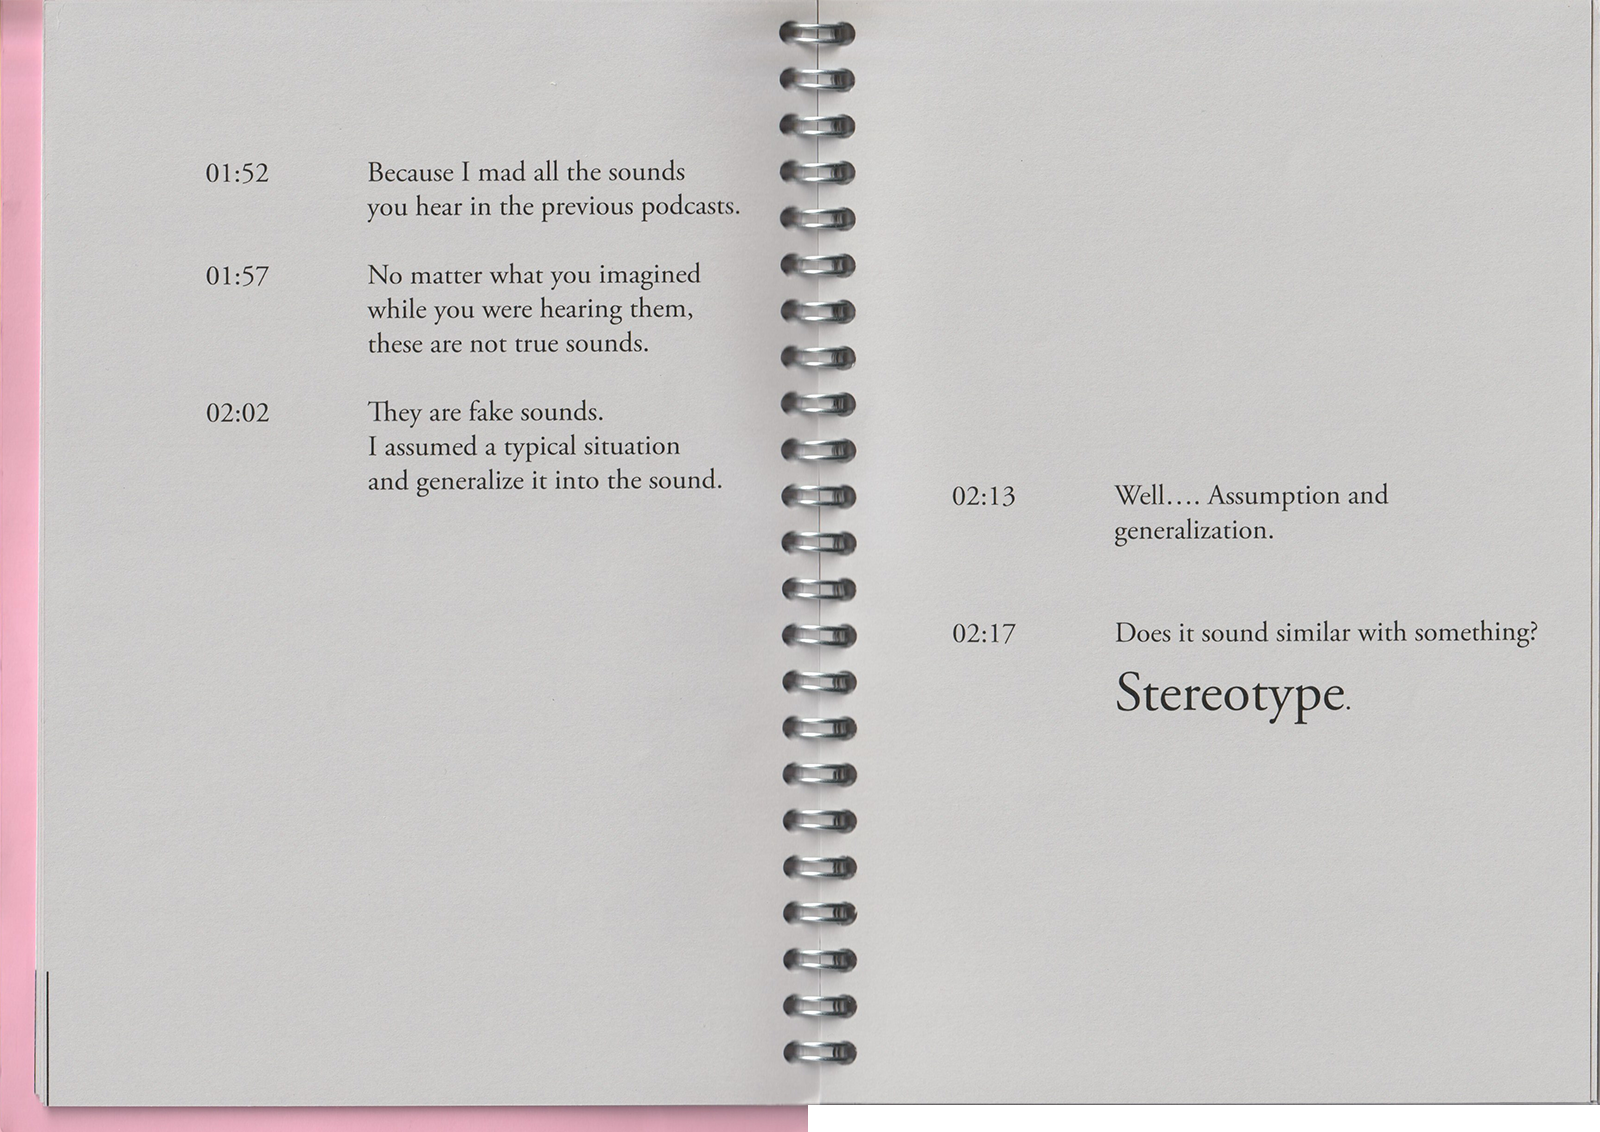 01:52 Because I mad all the sounds
you hear in the previous podcasts.
01:57 No matter what you imagined
while you were hearing them,
these are not true sounds.
02:02 They are fake sounds.
I assumed a typical situation
and generalize it into the sound.
02:13 Well.... Assumption and
generalization.
02:17 Does it sound similar with something?
Stereotype.